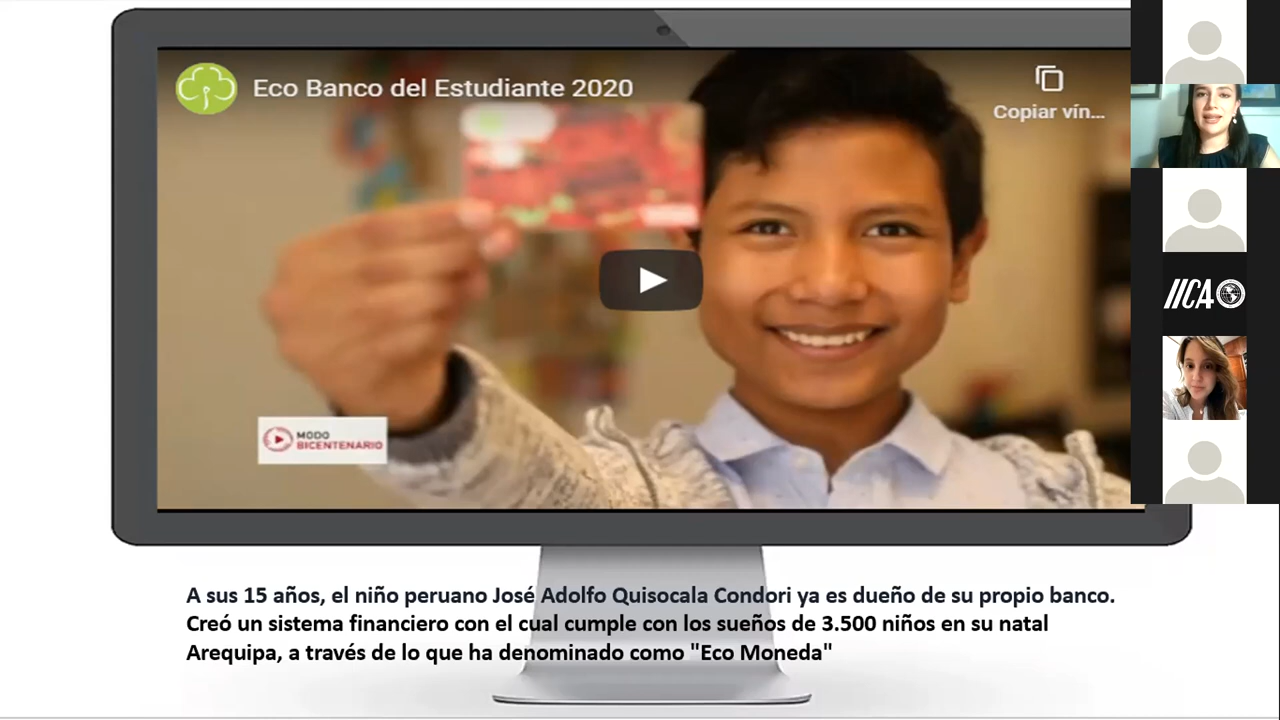 Eco Banco del Estudiante 2020
Copiar vín...
MODO
BICENTENARIO
IICA
A sus 15 años, el niño peruano José Adolfo Quisocala Condori ya es dueño de su propio banco.
Creó un sistema financiero con el cual cumple con los sueños de 3.500 niños en su natal
Arequipa, a través de lo que ha denominado como "Eco Moneda"